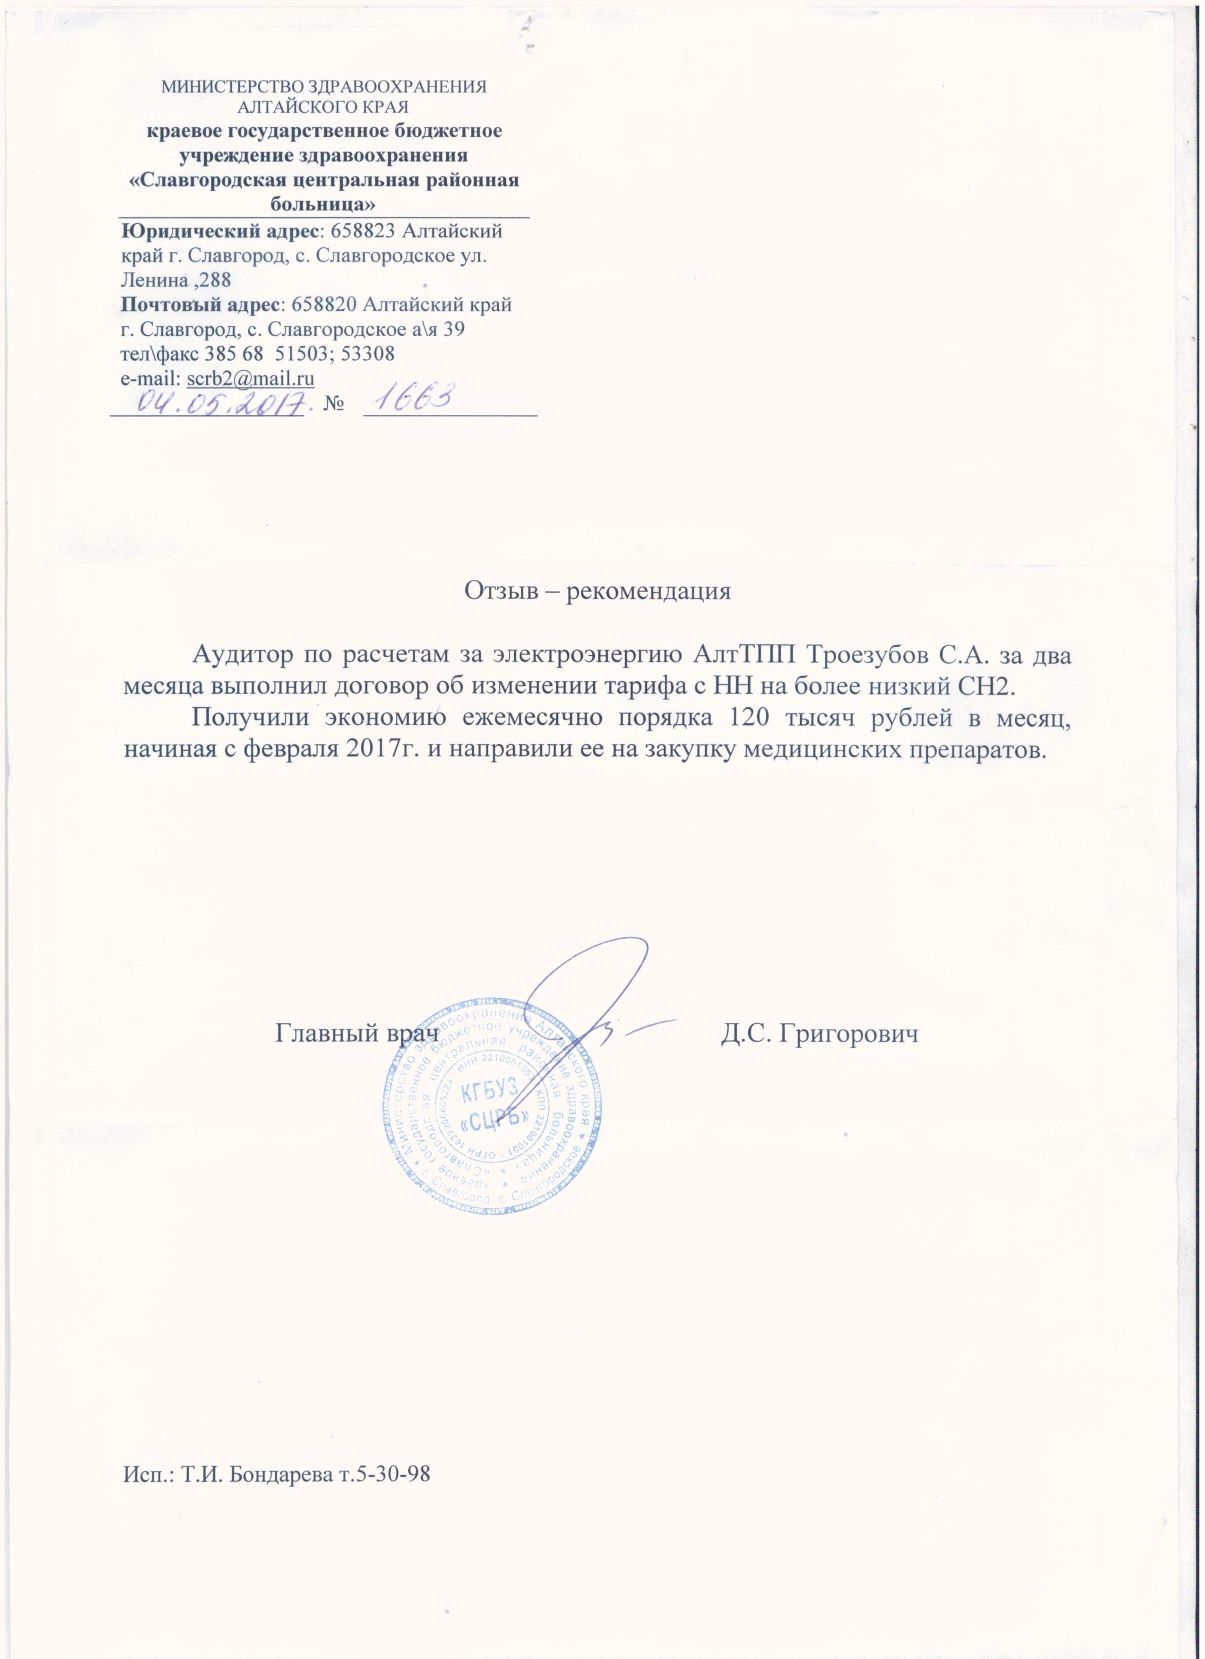 МИНИСТЕРСТВО ЗДРАВООХРАНЕНИЯ
АЛТАЙСКОГО КРАЯ
краевое государственное бюджетное
учреждение здравоохранения
«Славгородская центральная районная
больница»
Юридический адрес: 658823 Алтайский
край г. Славгород, с. Славгородское ул.
Ленина ,288
Почтовый адрес: 658820 Алтайский край
г. Славгород, с. Славгородское а\я 39
тел\факс 385 68  51503; 53308
e-mail: scrb2@mail.ru
04.05.2017. № 1663
Отзыв – рекомендация
Аудитор по расчетам за электроэнергию АлтТПП Троезубов С.А. за два
месяца выполнил договор об изменении тарифа с НН на более низкий СН2.
Получили экономию ежемесячно порядка 120 тысяч рублей в месяц,
начиная с февраля 2017г. и направили ее на закупку медицинских препаратов.
Главный врач Д.С. Григорович
Министерство здравоохранения Алтайского края
г. Славгород, с. Славгородское
краевое государственное бюджетное учреждение здравоохранения
«Славгородская центральная районная больница»
КГБУЗ
«СЦРБ»
Исп.: Т.И. Бондарева т.5-30-98